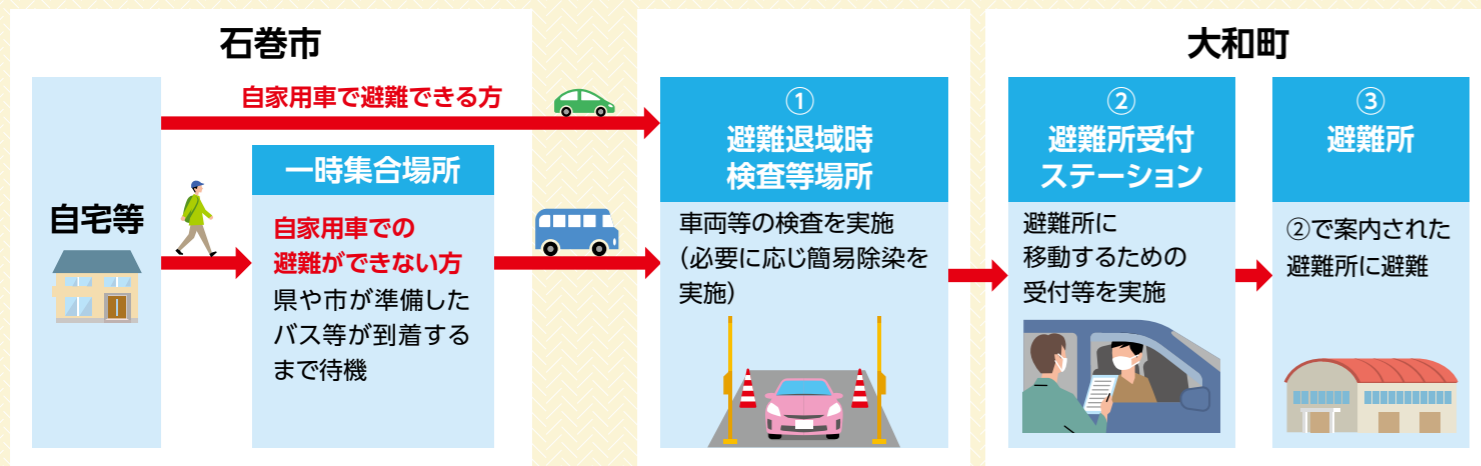 石巻市
自宅等
自家用車で避難できる方
一時集合場所
自家用車での
避難ができない方
県や市が準備した
バス等が到着する
まで待機
①
避難退域時
検査等場所
車両等の検査を実施
(必要に応じ簡易除染を
実施)
大和町
②
避難所受付
ステーション
避難所に
移動するための
受付等を実施
③
避難所
②で案内された
避難所に避難